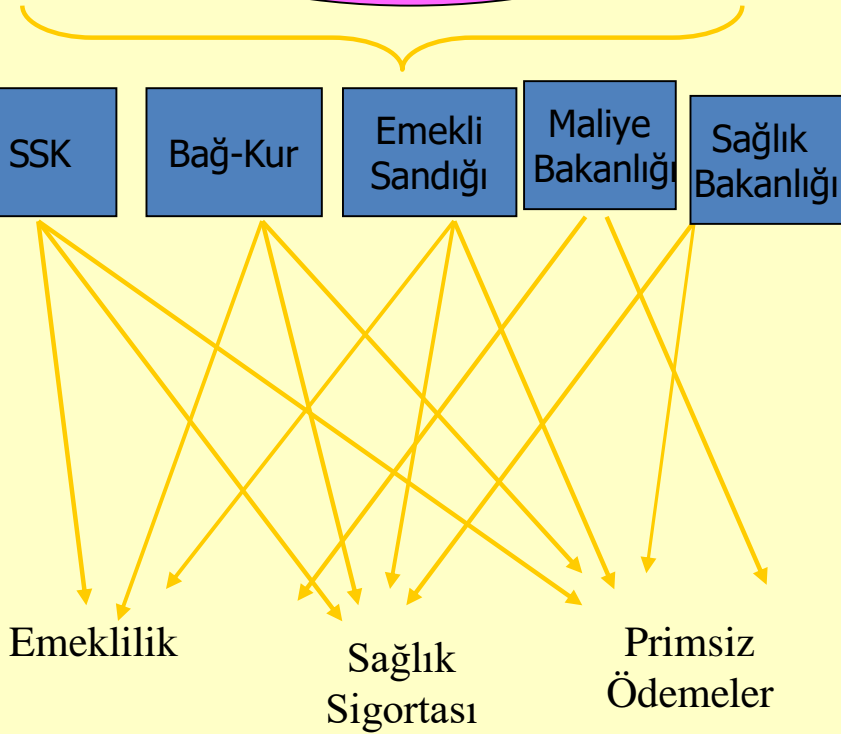 SSK
Bağ-Kur
Emekli
Sandığı
Maliye
Bakanlığı
Sağlık
Bakanlığı
Emeklilik
Sağlık
Sigortası
Primsiz
Ödemeler